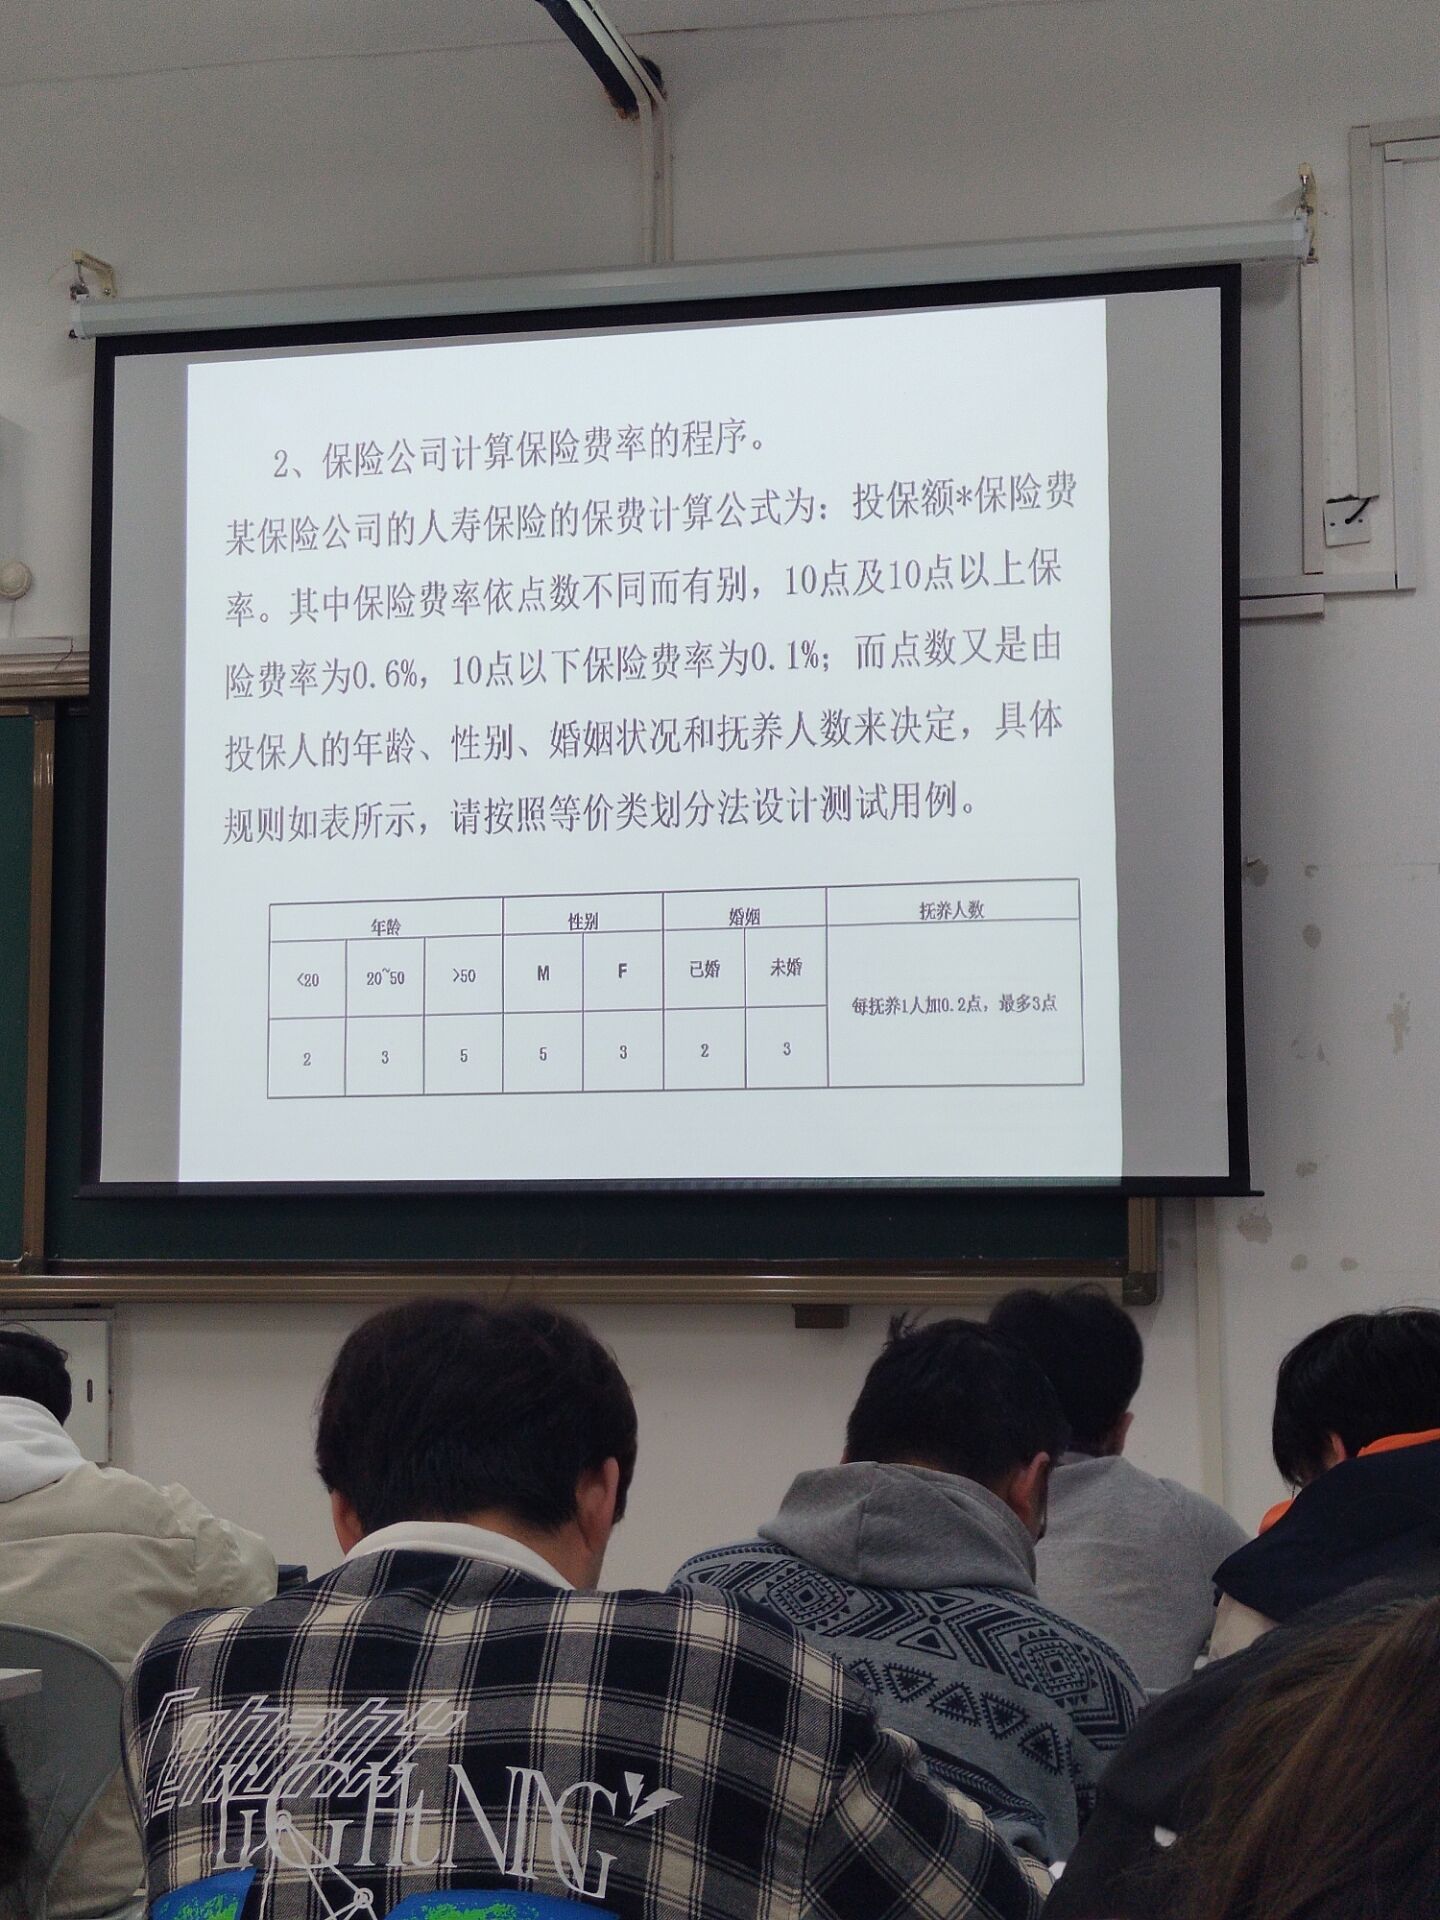 2、保险公司计算保险费率的程序。
某保险公司的人寿保险的保费计算公式为：投保额*保险费
率。其中保险费率依点数不同而有别，10点及10点以上保
险费率为0.6%，10点以下保险费率为0.1%；而点数又是由
投保人的年龄、性别、婚姻状况和抚养人数来决定，具体
规则如表所示，请按照等价类划分法设计测试用例。
年龄 性别 婚姻 抚养人数
<20 20~50 >50 M F 已婚 未婚
每抚养1人加0.2点，最多3点
2 3 5 5 3 2 3
LIGHtNING